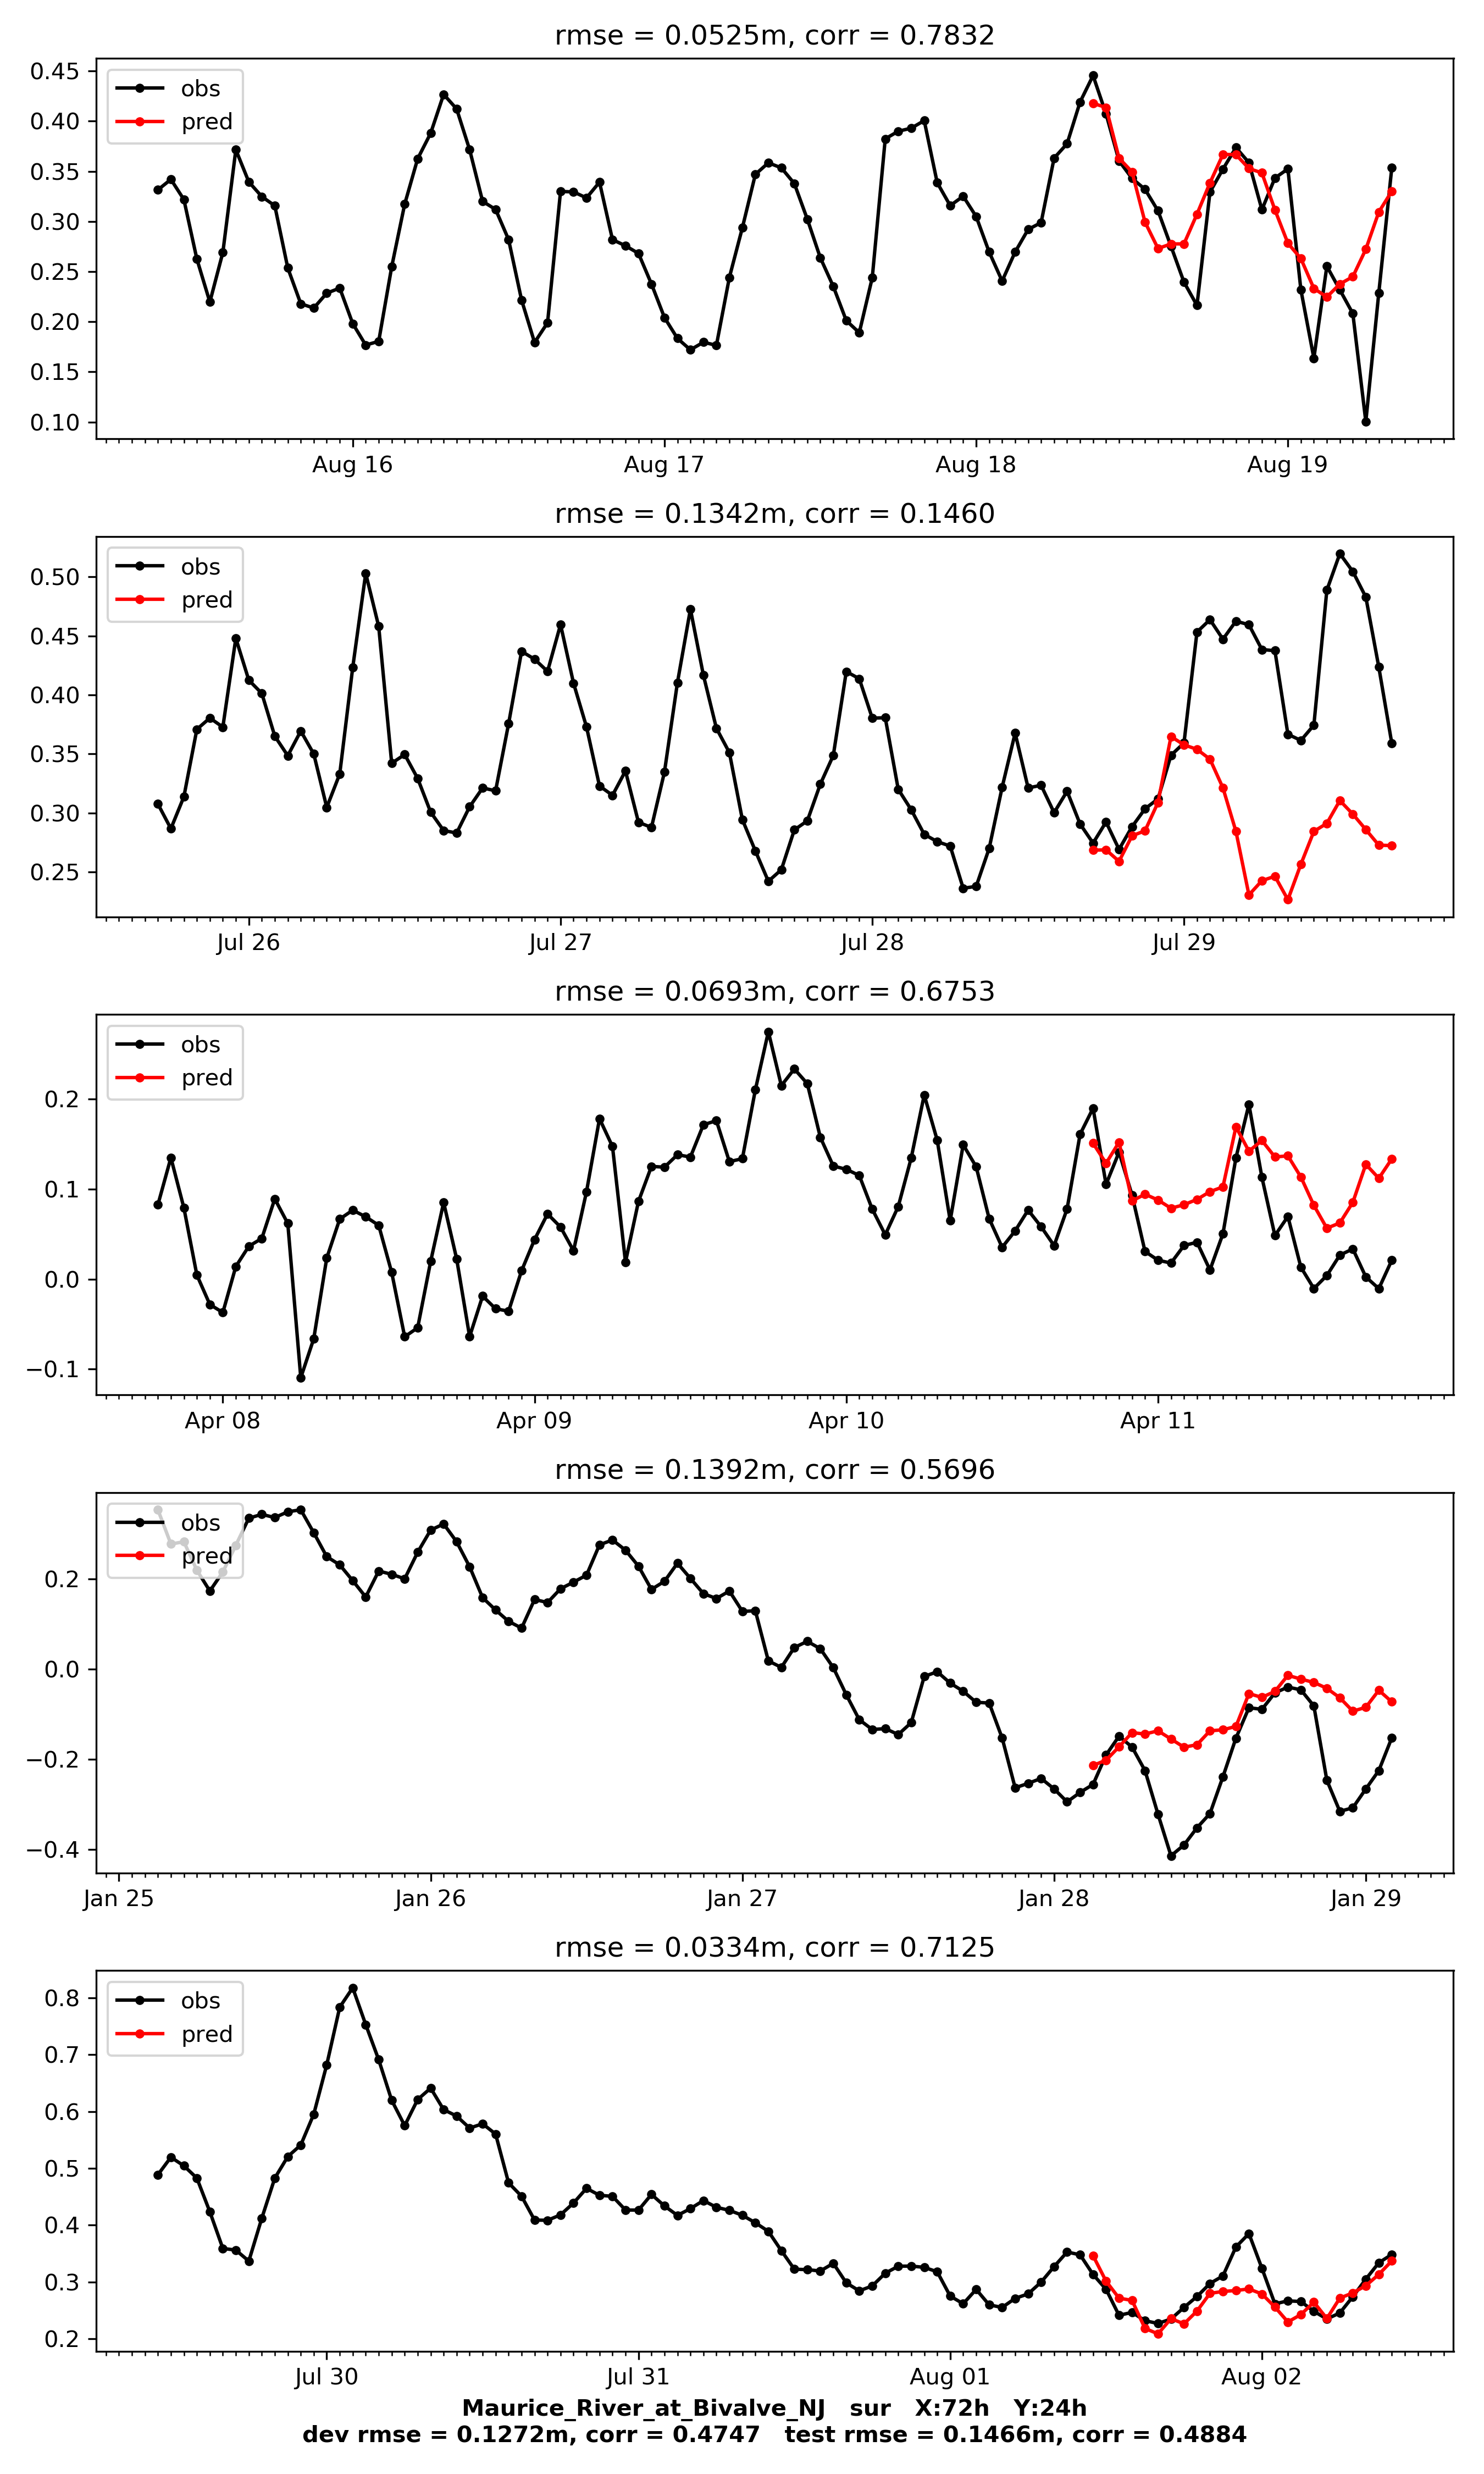 rmse = 0.0525m, corr = 0.7832
obs
pred
0.45
0.40
0.35
0.30
0.25
0.20
0.15
0.10
Aug 16 Aug 17 Aug 18 Aug 19
rmse = 0.1342m, corr = 0.1460
obs
pred
0.50
0.45
0.40
0.35
0.30
0.25
Jul 26 Jul 27 Jul 28 Jul 29
rmse = 0.0693m, corr = 0.6753
obs
pred
0.2
0.1
0.0
−0.1
Apr 08 Apr 09 Apr 10 Apr 11
rmse = 0.1392m, corr = 0.5696
obs
pred
0.2
0.0
−0.2
−0.4
Jan 25 Jan 26 Jan 27 Jan 28 Jan 29
rmse = 0.0334m, corr = 0.7125
obs
pred
0.8
0.7
0.6
0.5
0.4
0.3
0.2
Jul 30 Jul 31 Aug 01 Aug 02
Maurice_River_at_Bivalve_NJ sur X:72h Y:24h
dev rmse = 0.1272m, corr = 0.4747 test rmse = 0.1466m, corr = 0.4884